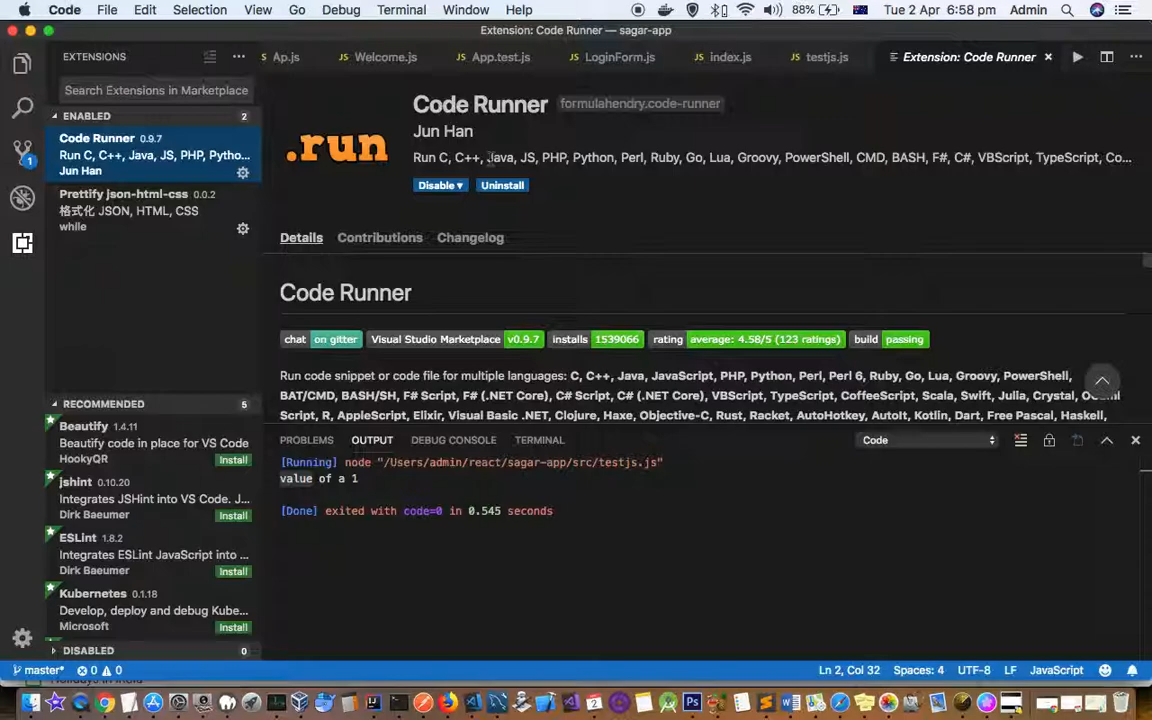 Code File Edit Selection View Go Debug Terminal Window Help 88% Tue 2 Apr 6:58 pm Admin
Extension: Code Runner — sagar-app
EXTENSIONS
Ap.js
JS Welcome.js
JS App.test.js
JS LoginForm.js
JS index.js
JS testjs.js
Extension: Code Runner
Search Extensions in Marketplace
ENABLED 2
Code Runner 0.9.7
Run C, C++, Java, JS, PHP, Pytho...
Jun Han
Prettify json-html-css 0.0.2
格式化 JSON, HTML, CSS
while
1
RECOMMENDED 5
Beautify 1.4.11
Beautify code in place for VS Code
HookyQR Install
jshint 0.10.20
Integrates JSHint into VS Code. J...
Dirk Baeumer Install
ESLint 1.8.2
Integrates ESLint JavaScript into ...
Dirk Baeumer Install
Kubernetes 0.1.18
Develop, deploy and debug Kube...
Microsoft Install
DISABLED 0
.run
Code Runner formulahendry.code-runner
Jun Han
Run C, C++, Java, JS, PHP, Python, Perl, Ruby, Go, Lua, Groovy, PowerShell, CMD, BASH, F#, C#, VBScript, TypeScript, Co...
Disable Uninstall
Details Contributions Changelog
Code Runner
chat on gitter Visual Studio Marketplace v0.9.7 installs 1539066 rating average: 4.58/5 (123 ratings) build passing
Run code snippet or code file for multiple languages: C, C++, Java, JavaScript, PHP, Python, Perl, Perl 6, Ruby, Go, Lua, Groovy, PowerShell,
BAT/CMD, BASH/SH, F# Script, F# (.NET Core), C# Script, C# (.NET Core), VBScript, TypeScript, CoffeeScript, Scala, Swift, Julia, Crystal, OCaml
Script, R, AppleScript, Elixir, Visual Basic .NET, Clojure, Haxe, Objective-C, Rust, Racket, AutoHotkey, AutoIt, Kotlin, Dart, Free Pascal, Haskell,
PROBLEMS OUTPUT DEBUG CONSOLE TERMINAL Code
[Running] node "/Users/admin/react/sagar-app/src/testjs.js"
value of a 1
[Done] exited with code=0 in 0.545 seconds
master* 0 0 Ln 2, Col 32 Spaces: 4 UTF-8 LF JavaScript